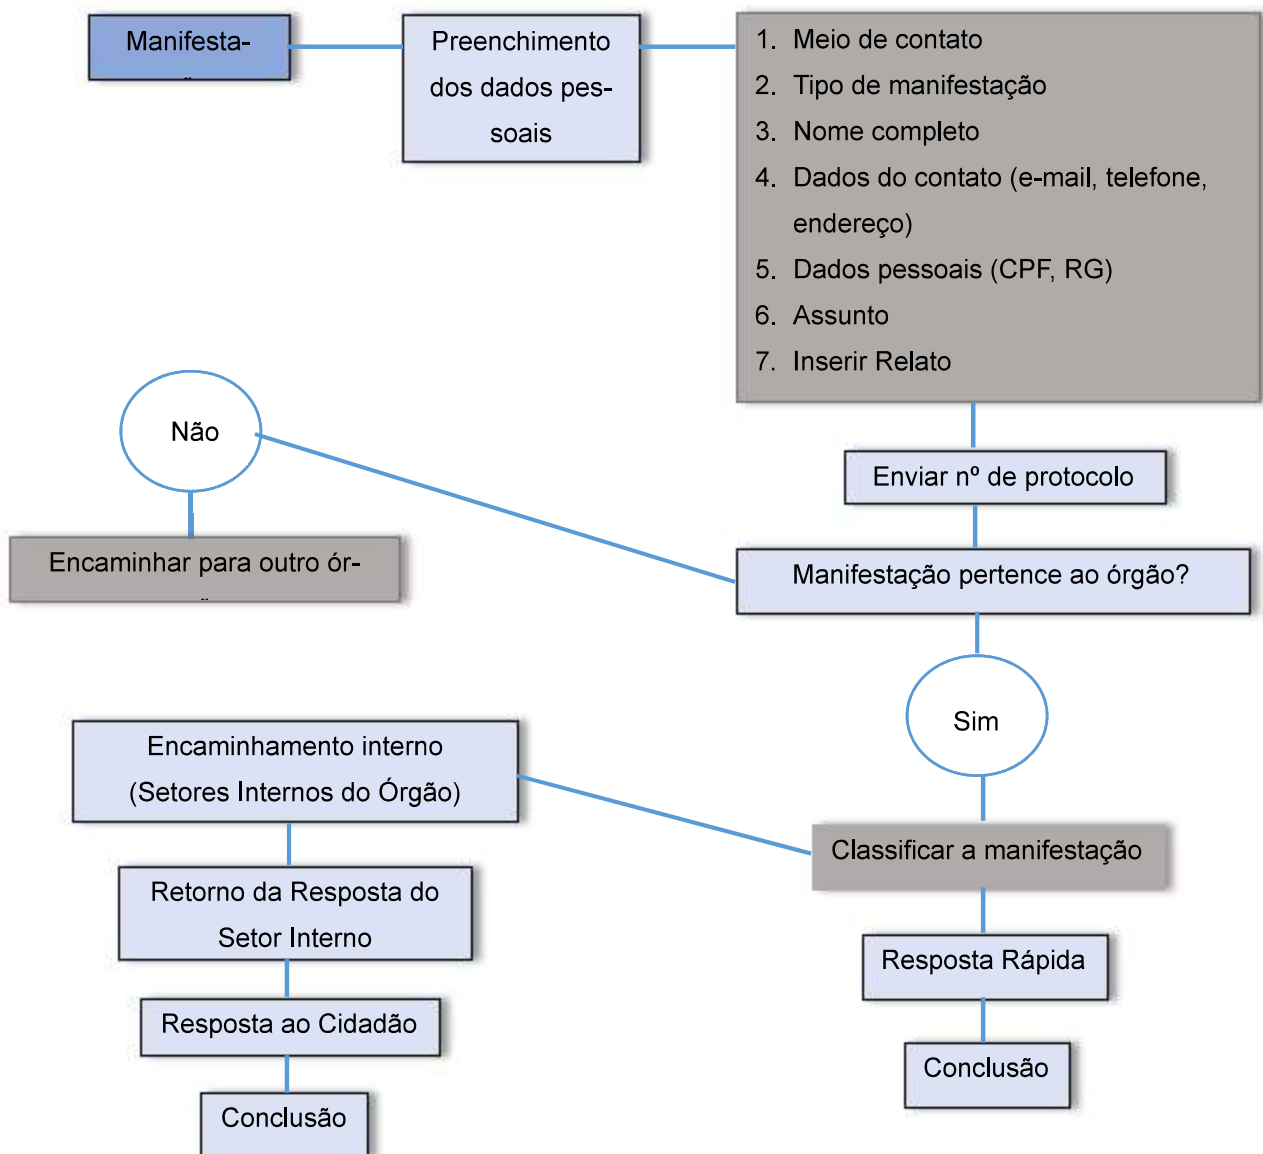 Manifesta-
Preenchimento
dos dados pes-
soais
1. Meio de contato
2. Tipo de manifestação
3. Nome completo
4. Dados do contato (e-mail, telefone,
endereço)
5. Dados pessoais (CPF, RG)
6. Assunto
7. Inserir Relato
Enviar nº de protocolo
Manifestação pertence ao órgão?
Não
Encaminhar para outro ór-
Sim
Classificar a manifestação
Resposta Rápida
Conclusão
Encaminhamento interno
(Setores Internos do Órgão)
Retorno da Resposta do
Setor Interno
Resposta ao Cidadão
Conclusão